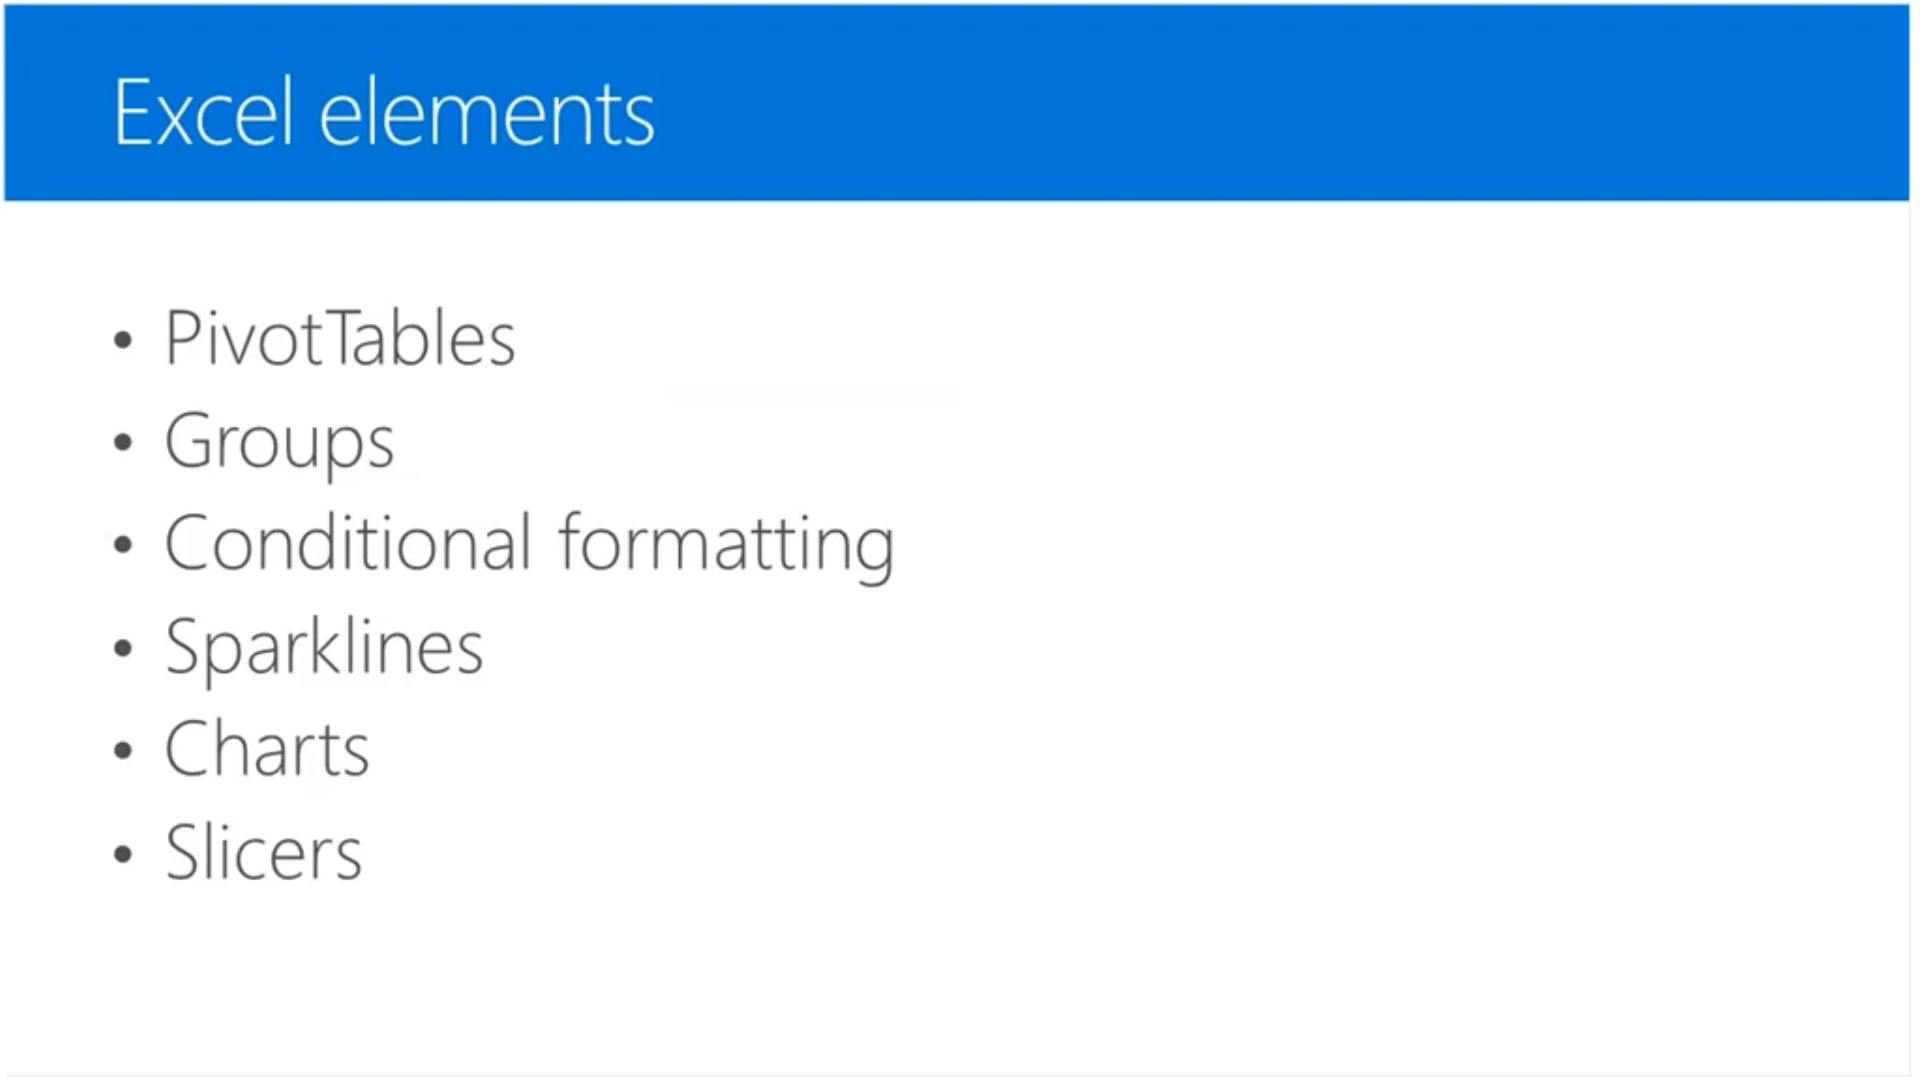 Excel elements
• PivotTables
• Groups
• Conditional formatting
• Sparklines
• Charts
• Slicers